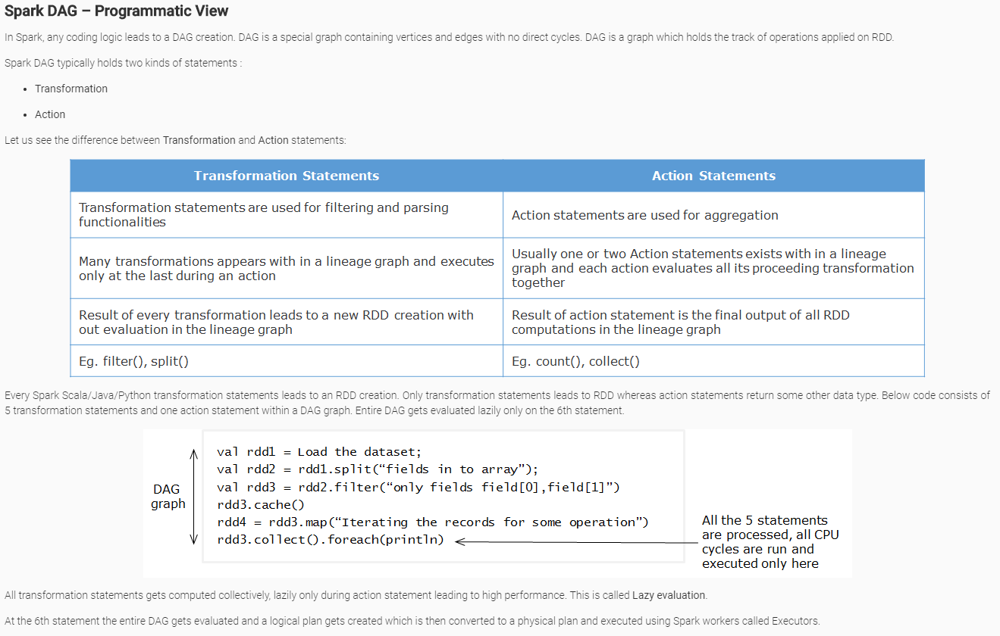 Spark DAG – Programmatic View
In Spark, any coding logic leads to a DAG creation. DAG is a special graph containing vertices and edges with no direct cycles. DAG is a graph which holds the track of operations applied on RDD.
Spark DAG typically holds two kinds of statements :
• Transformation
• Action
Let us see the difference between Transformation and Action statements:
Transformation Statements
Action Statements
Transformation statements are used for filtering and parsing
functionalities
Action statements are used for aggregation
Many transformations appears with in a lineage graph and executes
only at the last during an action
Usually one or two Action statements exists with in a lineage
graph and each action evaluates all its proceeding transformation
together
Result of every transformation leads to a new RDD creation with
out evaluation in the lineage graph
Result of action statement is the final output of all RDD
computations in the lineage graph
Eg. filter(), split()
Eg. count(), collect()
Every Spark Scala/Java/Python transformation statements leads to an RDD creation. Only transformation statements leads to RDD whereas action statements return some other data type. Below code consists of
5 transformation statements and one action statement within a DAG graph. Entire DAG gets evaluated lazily only on the 6th statement.
DAG
graph
val rdd1 = Load the dataset;
val rdd2 = rdd1.split(“fields in to array”);
val rdd3 = rdd2.filter(“only fields field[0],field[1]”)
rdd3.cache()
rdd4 = rdd3.map(“Iterating the records for some operation”)
rdd3.collect().foreach(println)
All the 5 statements
are processed, all CPU
cycles are run and
executed only here
All transformation statements gets computed collectively, lazily only during action statement leading to high performance. This is called Lazy evaluation.
At the 6th statement the entire DAG gets evaluated and a logical plan gets created which is then converted to a physical plan and executed using Spark workers called Executors.